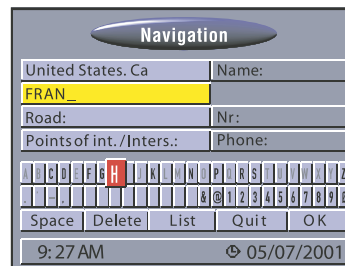 Navigation
United States. Ca Name:
FRAN_
Road: Nr:
Points of int./Inters.: Phone:
A B C D E F G H I J K L M N O P Q R S T U V W X Y Z
. ' - , & @ 1 2 3 4 5 6 7 8 9
Space Delete List Quit OK
9:27 AM 05/07/2001